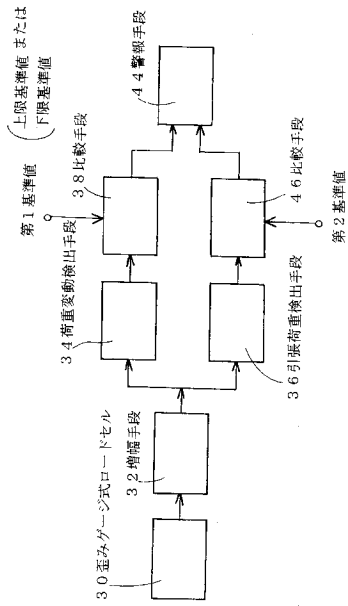 ３０歪みゲージ式ロードセル
３２増幅手段
３４荷重変動検出手段
３６引張荷重検出手段
第１基準値
上限基準値 または
下限基準値
３８比較手段
４６比較手段
第２基準値
４４警報手段